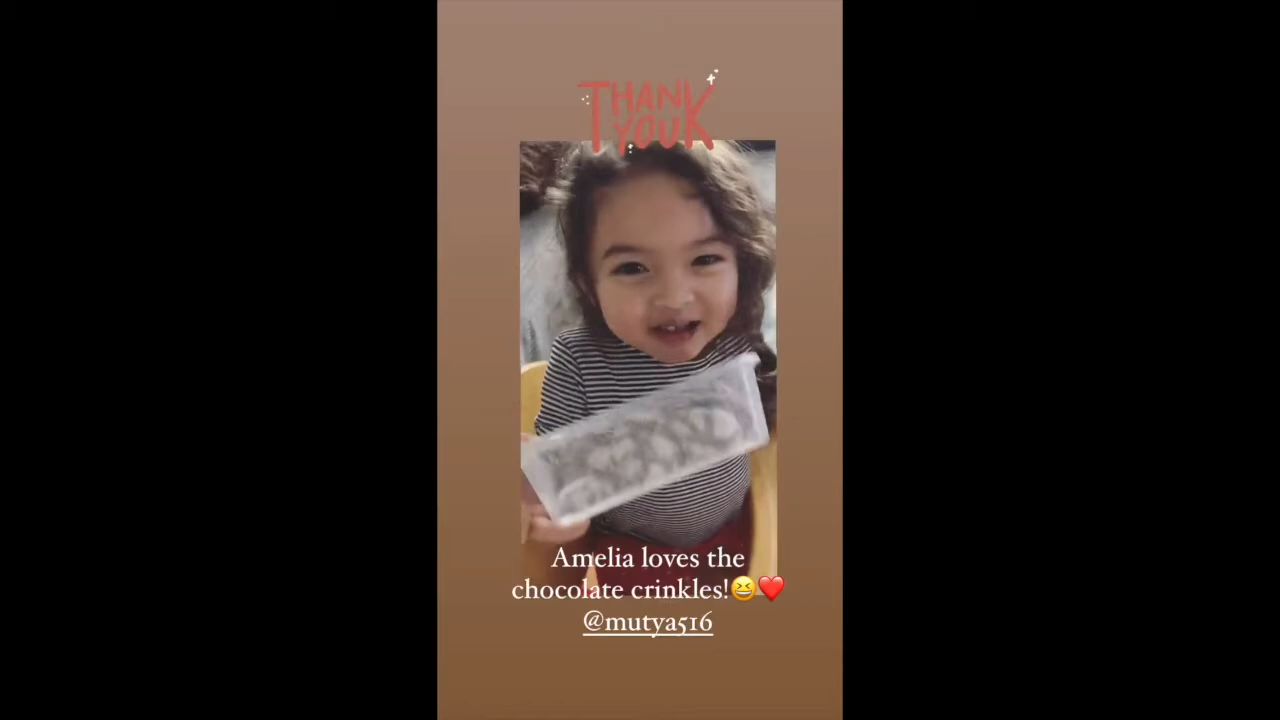 THANK
YOU
Amelia loves the
chocolate crinkles!😆❤️
@mutya516